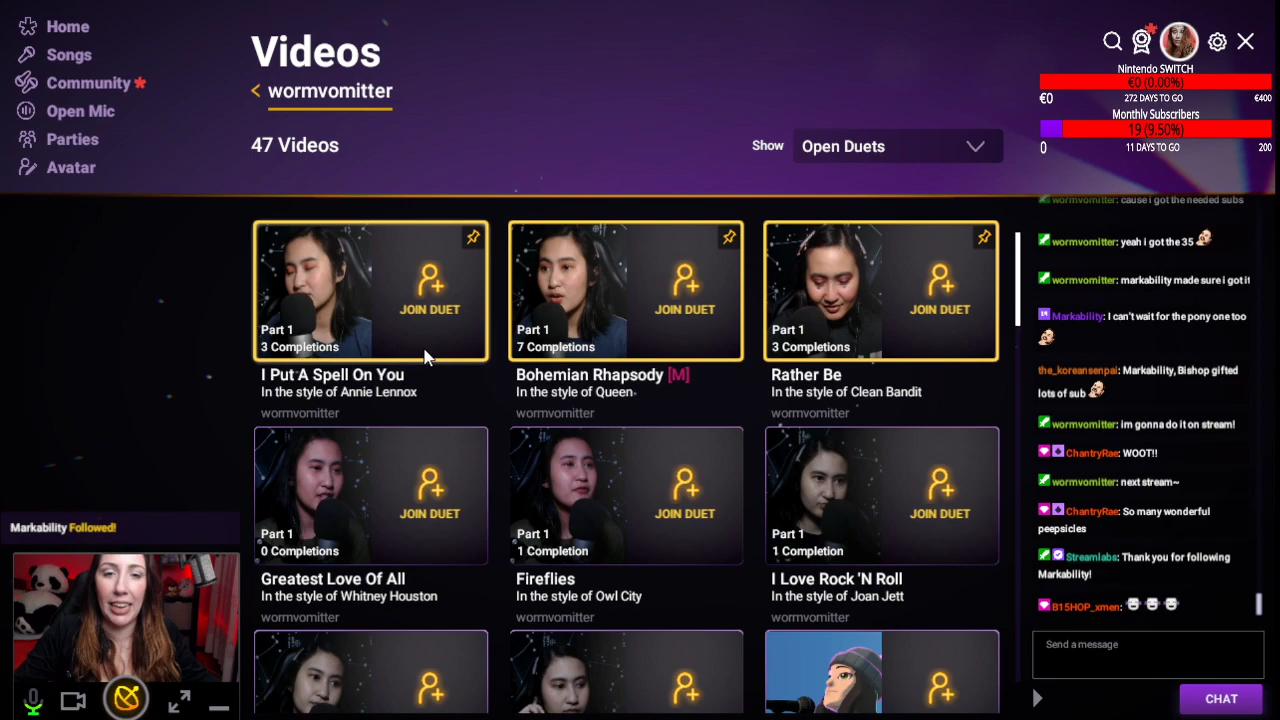 Home
Songs
Community *
Open Mic
Parties
Avatar
Videos
< wormvomitter
47 Videos
Show
Open Duets
Nintendo SWITCH
€0 (0.00%)
€0
272 DAYS TO GO
€400
Monthly Subscribers
19 (9.50%)
0
11 DAYS TO GO
200
JOIN DUET
Part 1
3 Completions
I Put A Spell On You
In the style of Annie Lennox
wormvomitter
JOIN DUET
Part 1
7 Completions
Bohemian Rhapsody [M]
In the style of Queen
wormvomitter
JOIN DUET
Part 1
3 Completions
Rather Be
In the style of Clean Bandit
wormvomitter
JOIN DUET
Part 1
0 Completions
Greatest Love Of All
In the style of Whitney Houston
wormvomitter
JOIN DUET
Part 1
1 Completion
Fireflies
In the style of Owl City
wormvomitter
JOIN DUET
Part 1
1 Completion
I Love Rock 'N Roll
In the style of Joan Jett
wormvomitter
wormvomitter: cause i got the needed subs
wormvomitter: yeah i got the 35
wormvomitter: markability made sure i got it
Markability: I can't wait for the pony one too
the_koreansenpai: Markability, Bishop gifted
lots of sub
wormvomitter: im gonna do it on stream!
ChantryRae: WOOT!!
wormvomitter: next stream~
ChantryRae: So many wonderful
peepsicles
Streamlabs: Thank you for following
Markability!
B15HOP_xmen:
Send a message
CHAT
Markability Followed!